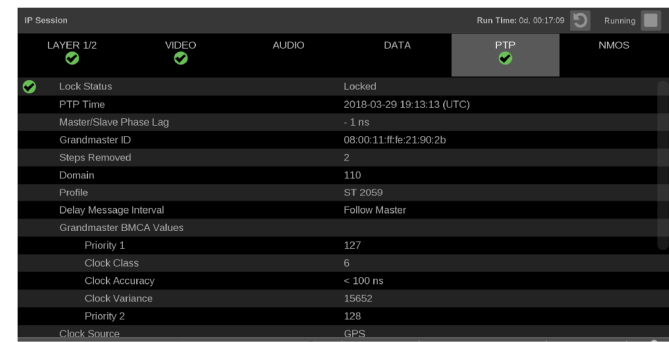 IP Session Run Time: 0d. 00:17:09 Running
LAYER 1/2 VIDEO AUDIO DATA PTP NMOS
Lock Status Locked
PTP Time 2018-03-29 19:13:13 (UTC)
Master/Slave Phase Lag - 1 ns
Grandmaster ID 08:00:11:ff:fe:21:90:2b
Steps Removed 2
Domain 110
Profile ST 2059
Delay Message Interval Follow Master
Grandmaster BMCA Values
Priority 1 127
Clock Class 6
Clock Accuracy < 100 ns
Clock Variance 15652
Priority 2 128
Clock Source GPS